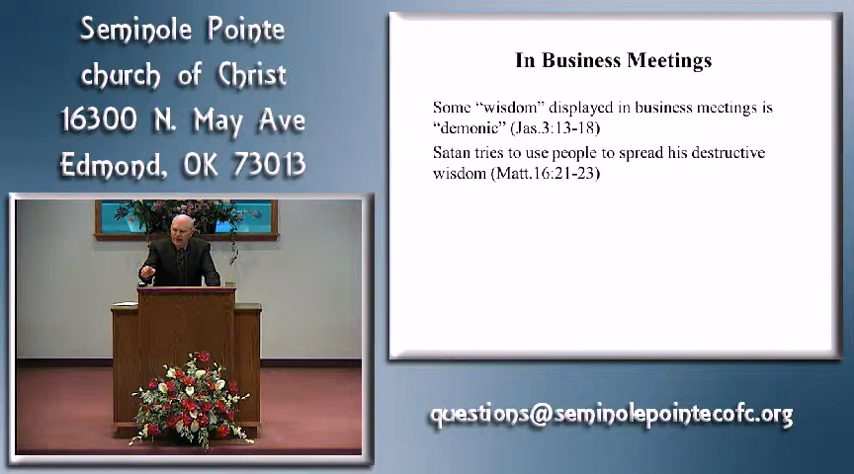 Seminole Pointe
church of Christ
16300 N. May Ave
Edmond, OK 73013
In Business Meetings
Some “wisdom” displayed in business meetings is
“demonic” (Jas.3:13-18)
Satan tries to use people to spread his destructive
wisdom (Matt.16:21-23)
questions@seminolepointecofc.org